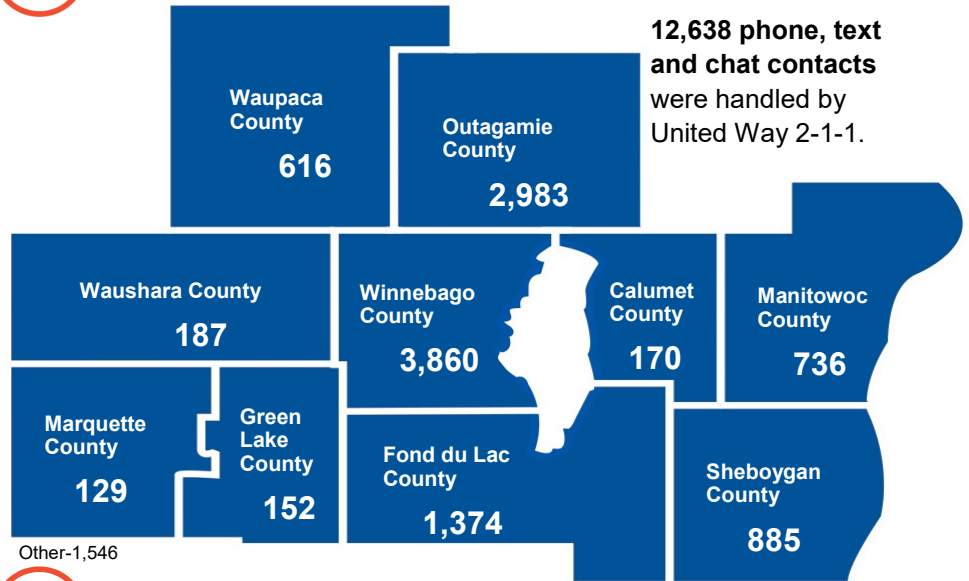 12,638 phone, text
and chat contacts
were handled by
United Way 2-1-1.
Waupaca
County
616
Outagamie
County
2,983
Waushara County
187
Winnebago
County
3,860
Calumet
County
170
Manitowoc
County
736
Marquette
County
129
Green
Lake
County
152
Fond du Lac
County
1,374
Sheboygan
County
885
Other-1,546